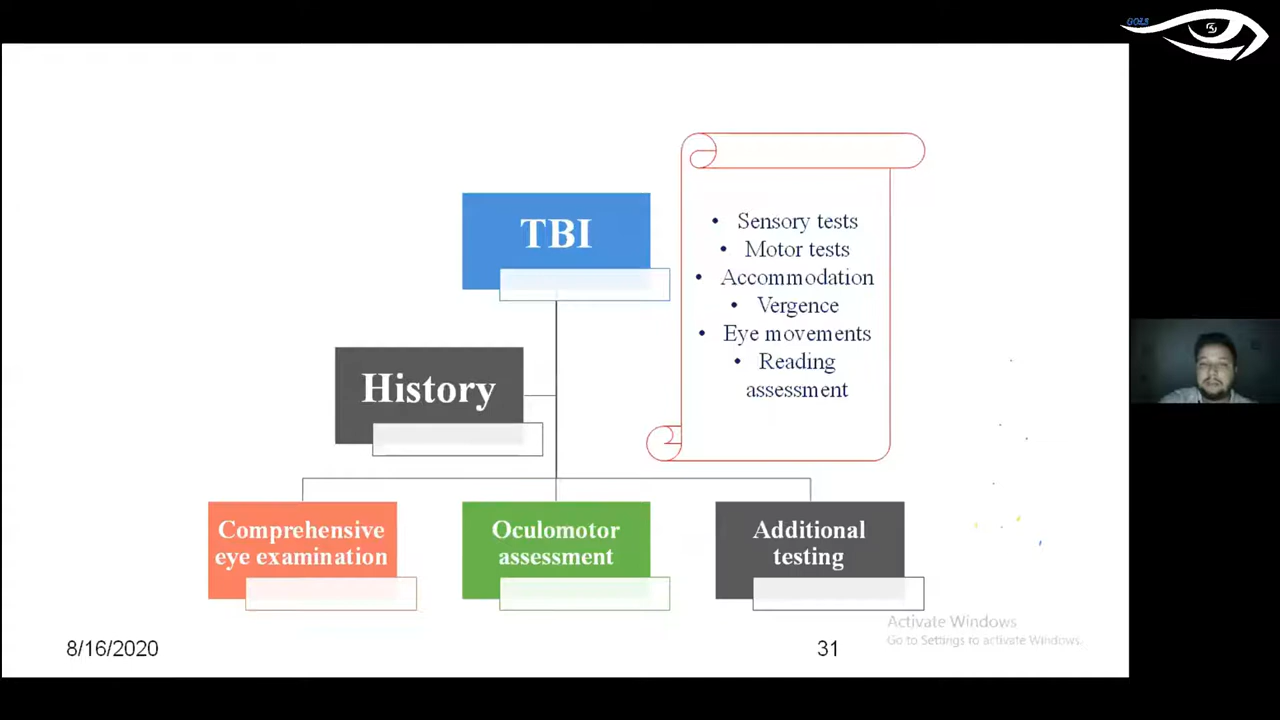 GOLS
TBI
• Sensory tests
• Motor tests
• Accommodation
• Vergence
• Eye movements
• Reading
assessment
History
Comprehensive
eye examination
Oculomotor
assessment
Additional
testing
Activate Windows
Go to Settings to activate Windows.
8/16/2020
31